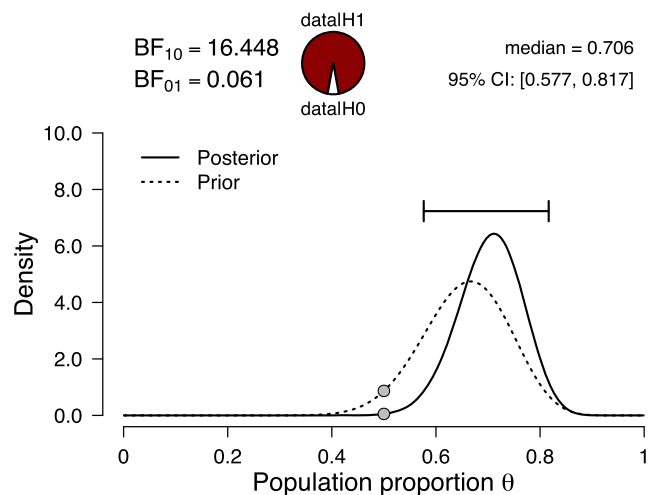 data|H1
BF₁₀ = 16.448
median = 0.706
BF₀₁ = 0.061
95% CI: [0.577, 0.817]
data|H0
10.0
Posterior
Prior
8.0
6.0
4.0
2.0
0.0
Density
0 0.2 0.4 0.6 0.8 1
Population proportion θ